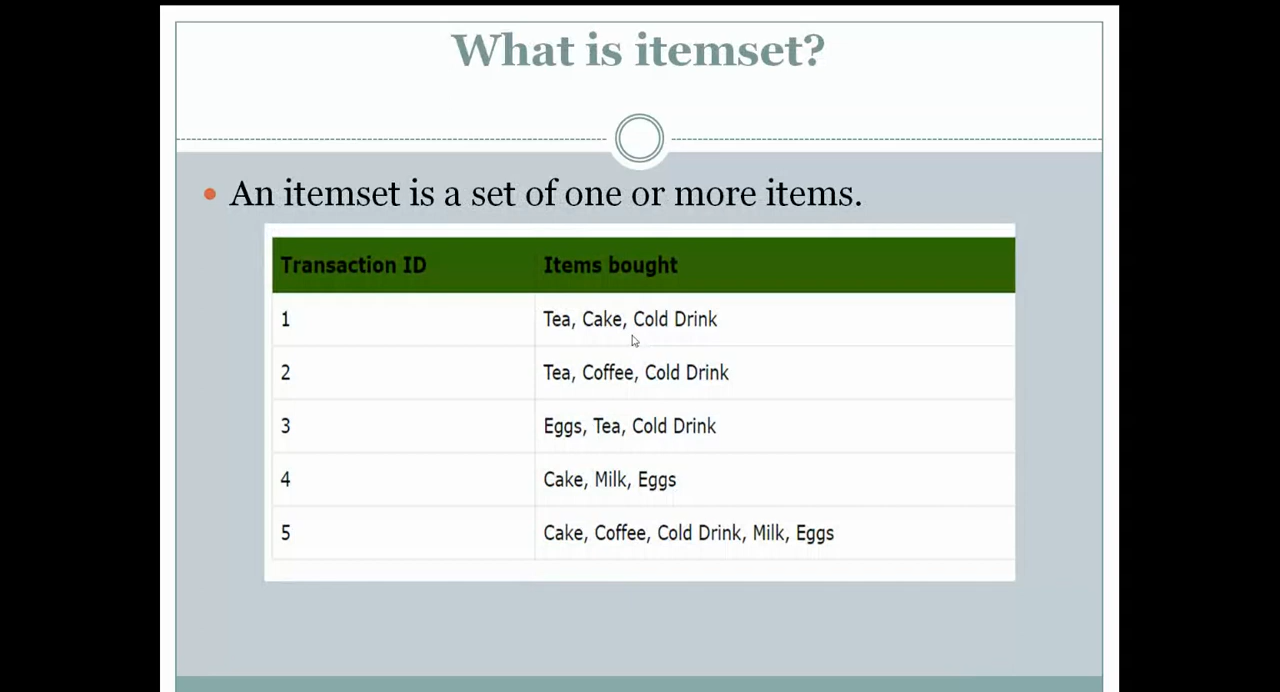 What is itemset?
An itemset is a set of one or more items.
Transaction ID Items bought
1 Tea, Cake, Cold Drink
2 Tea, Coffee, Cold Drink
3 Eggs, Tea, Cold Drink
4 Cake, Milk, Eggs
5 Cake, Coffee, Cold Drink, Milk, Eggs